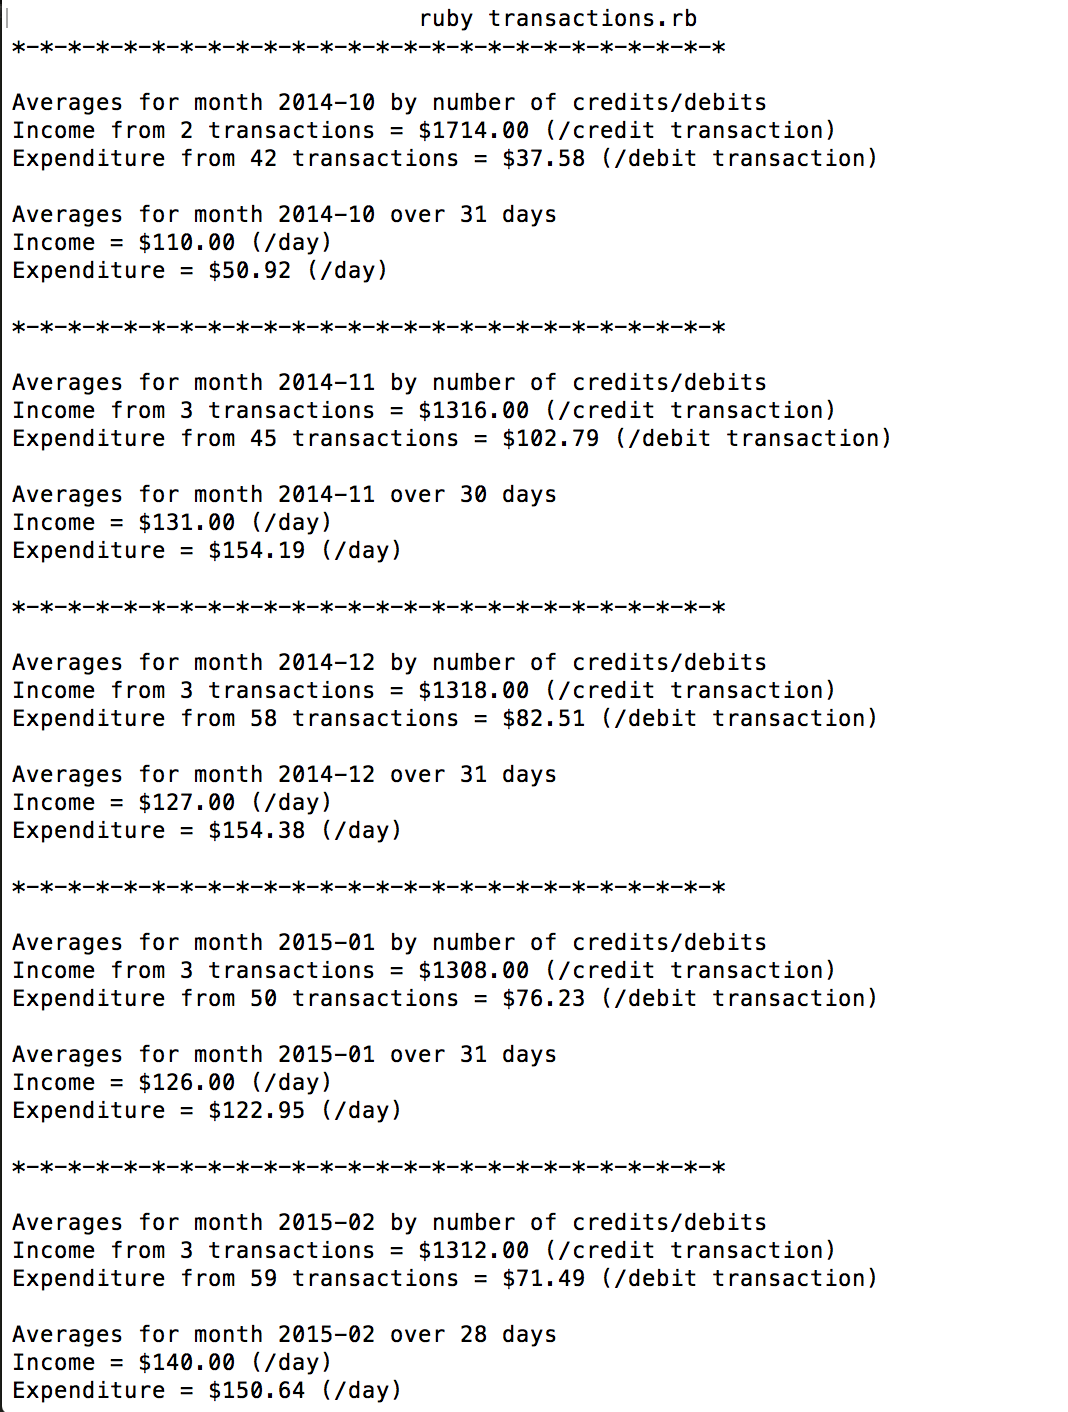 ruby transactions.rb
*-*-*-*-*-*-*-*-*-*-*-*-*-*-*-*-*-*-*-*-*-*-*-*-*-*
Averages for month 2014-10 by number of credits/debits
Income from 2 transactions = $1714.00 (/credit transaction)
Expenditure from 42 transactions = $37.58 (/debit transaction)
Averages for month 2014-10 over 31 days
Income = $110.00 (/day)
Expenditure = $50.92 (/day)
*-*-*-*-*-*-*-*-*-*-*-*-*-*-*-*-*-*-*-*-*-*-*-*-*-*
Averages for month 2014-11 by number of credits/debits
Income from 3 transactions = $1316.00 (/credit transaction)
Expenditure from 45 transactions = $102.79 (/debit transaction)
Averages for month 2014-11 over 30 days
Income = $131.00 (/day)
Expenditure = $154.19 (/day)
*-*-*-*-*-*-*-*-*-*-*-*-*-*-*-*-*-*-*-*-*-*-*-*-*-*
Averages for month 2014-12 by number of credits/debits
Income from 3 transactions = $1318.00 (/credit transaction)
Expenditure from 58 transactions = $82.51 (/debit transaction)
Averages for month 2014-12 over 31 days
Income = $127.00 (/day)
Expenditure = $154.38 (/day)
*-*-*-*-*-*-*-*-*-*-*-*-*-*-*-*-*-*-*-*-*-*-*-*-*-*
Averages for month 2015-01 by number of credits/debits
Income from 3 transactions = $1308.00 (/credit transaction)
Expenditure from 50 transactions = $76.23 (/debit transaction)
Averages for month 2015-01 over 31 days
Income = $126.00 (/day)
Expenditure = $122.95 (/day)
*-*-*-*-*-*-*-*-*-*-*-*-*-*-*-*-*-*-*-*-*-*-*-*-*-*
Averages for month 2015-02 by number of credits/debits
Income from 3 transactions = $1312.00 (/credit transaction)
Expenditure from 59 transactions = $71.49 (/debit transaction)
Averages for month 2015-02 over 28 days
Income = $140.00 (/day)
Expenditure = $150.64 (/day)